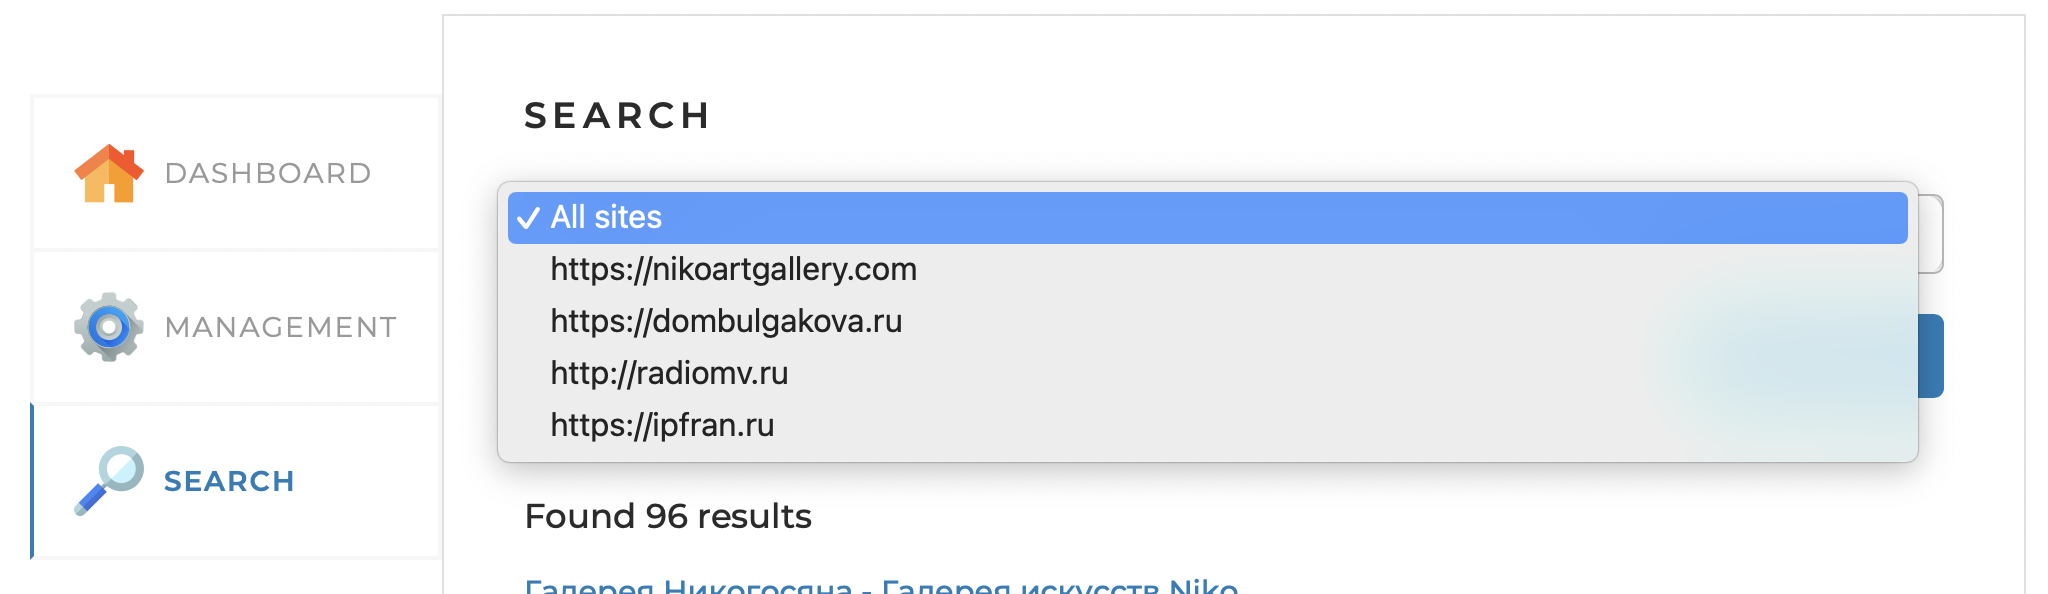 DASHBOARD
MANAGEMENT
SEARCH
SEARCH
All sites
https://nikoartgallery.com
https://dombulgakova.ru
http://radiomv.ru
https://ipfran.ru
Found 96 results
Галерея Никогосяна - Галерея искусств Niko